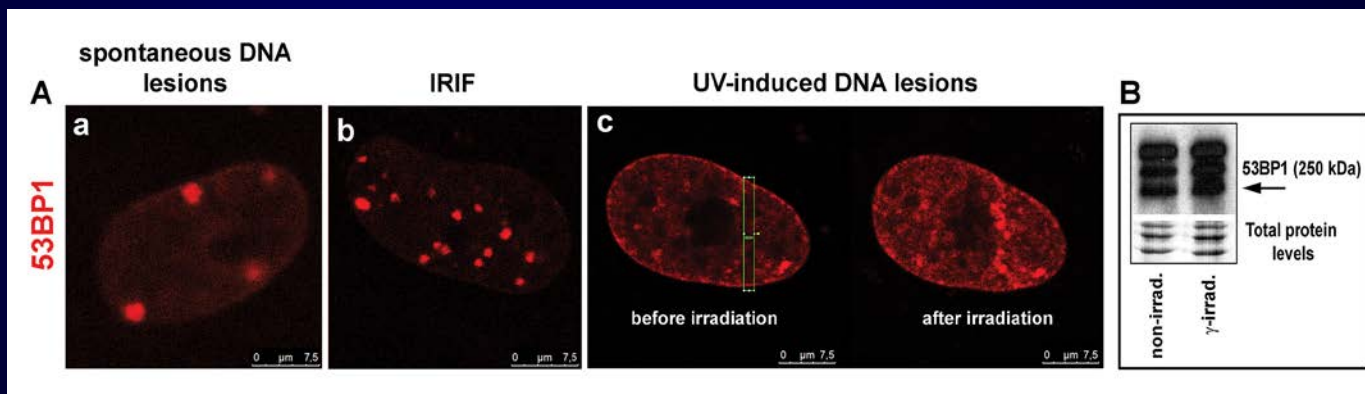 A
spontaneous DNA
lesions
IRIF
UV-induced DNA lesions
B
53BP1
a
b
c
before irradiation
after irradiation
0 µm 7,5
0 µm 7,5
0 µm 7,5
0 µm 7,5
53BP1 (250 kDa)
Total protein
levels
non-irrad.
γ-irrad.